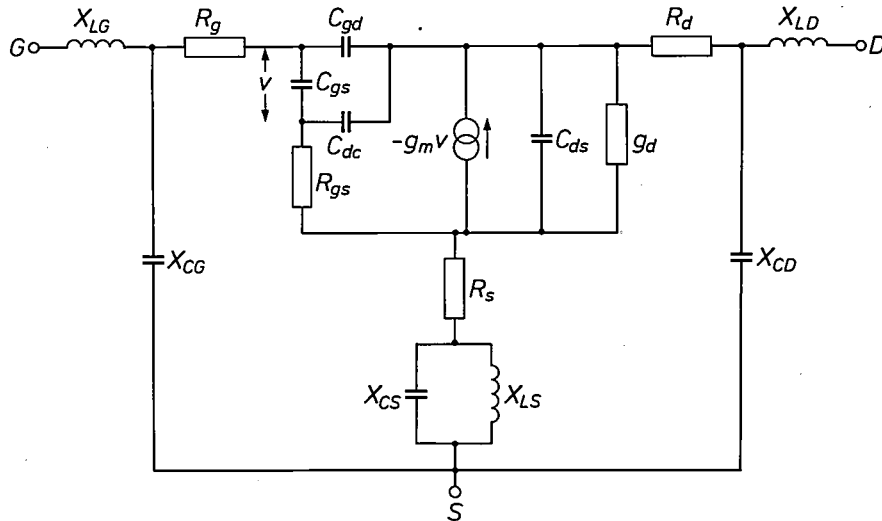 X_LG
R_g
C_gd
R_d
X_LD
G
D
v
C_gs
C_dc
-g_m v
C_ds
g_d
R_gs
X_CG
R_s
X_CD
X_CS
X_LS
S